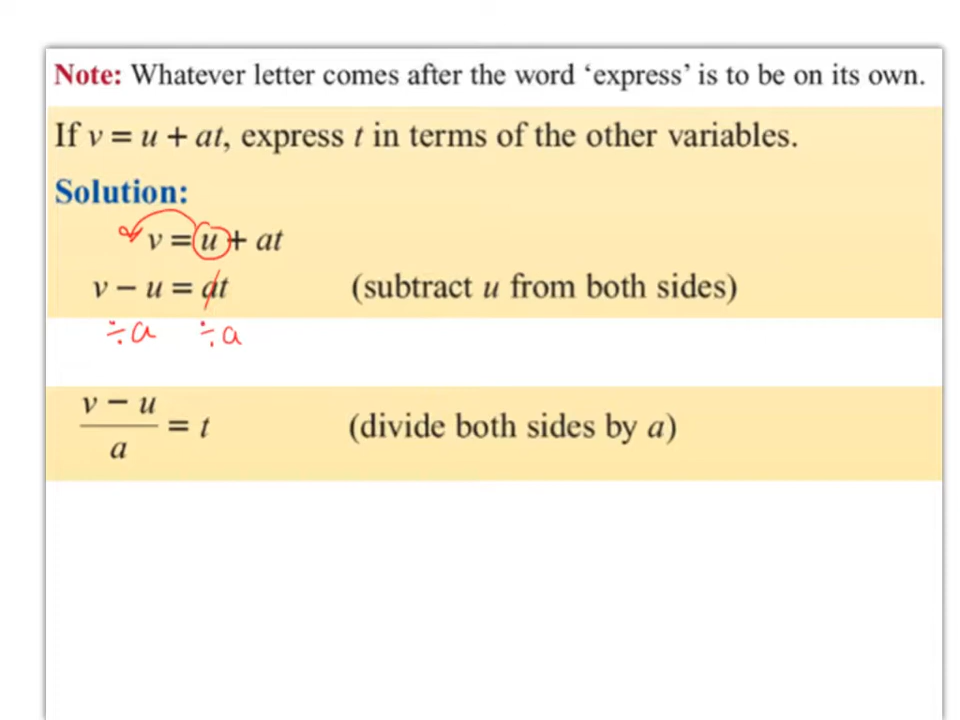 Note: Whatever letter comes after the word ‘express’ is to be on its own.
If v = u + at, express t in terms of the other variables.
Solution:
v = u + at
v − u = at (subtract u from both sides)
÷a ÷a
v − u
/a = t (divide both sides by a)